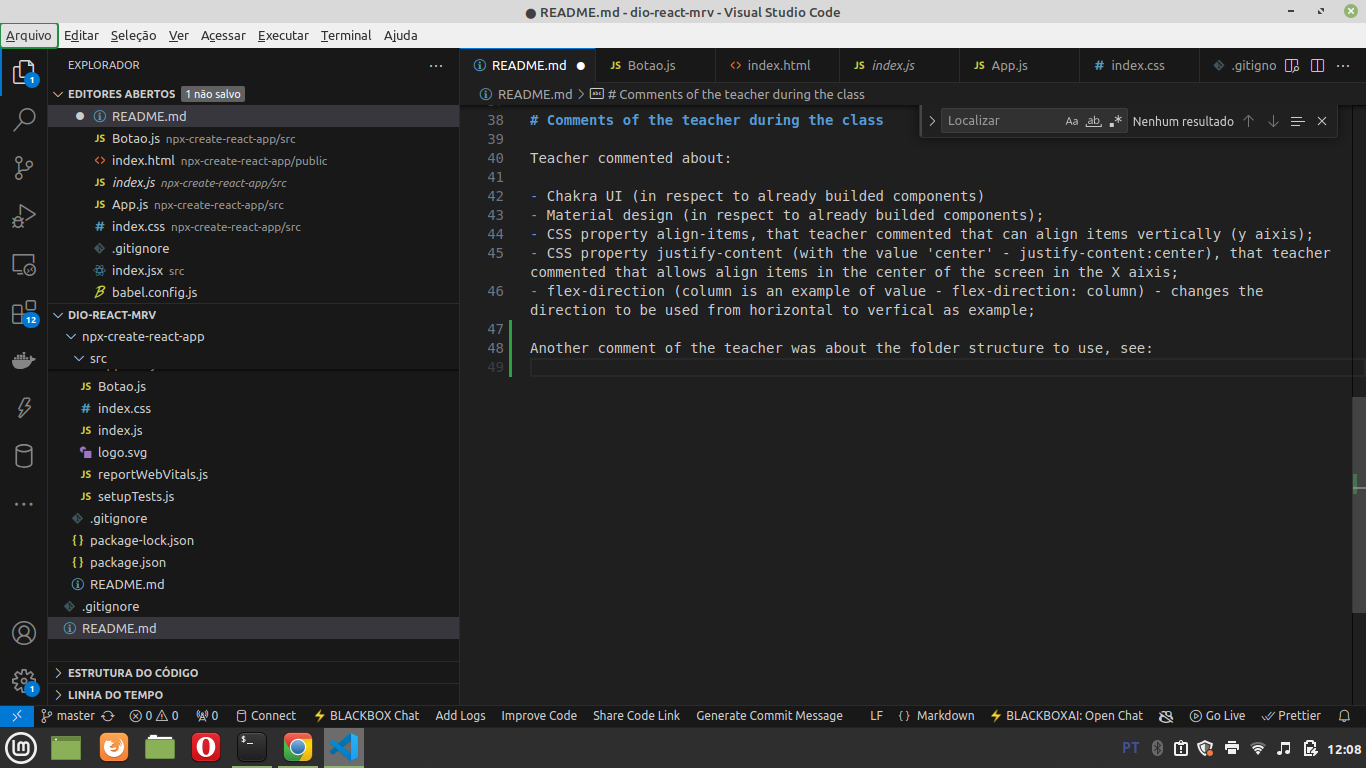 ● README.md - dio-react-mrv - Visual Studio Code
Arquivo Editar Seleção Ver Acessar Executar Terminal Ajuda
EXPLORADOR ···
EDITORES ABERTOS 1 não salvo
README.md
JS Botao.js npx-create-react-app/src
<> index.html npx-create-react-app/public
JS index.js npx-create-react-app/src
JS App.js npx-create-react-app/src
# index.css npx-create-react-app/src
.gitignore
index.jsx src
babel.config.js
DIO-REACT-MRV
npx-create-react-app
src
JS Botao.js
# index.css
JS index.js
logo.svg
JS reportWebVitals.js
JS setupTests.js
.gitignore
{} package-lock.json
{} package.json
README.md
.gitignore
README.md
ESTRUTURA DO CÓDIGO
LINHA DO TEMPO
1
12
1
README.md ● JS Botao.js <> index.html JS index.js JS App.js # index.css .gitigno ···
README.md > # Comments of the teacher during the class
Localizar Aa ab Nenhum resultado
38 # Comments of the teacher during the class
39
40 Teacher commented about:
41
42 - Chakra UI (in respect to already builded components)
43 - Material design (in respect to already builded components);
44 - CSS property align-items, that teacher commented that can align items vertically (y aixis);
45 - CSS property justify-content (with the value 'center' - justify-content:center), that teacher
commented that allows align items in the center of the screen in the X aixis;
46 - flex-direction (column is an example of value - flex-direction: column) - changes the
direction to be used from horizontal to verfical as example;
47
48 Another comment of the teacher was about the folder structure to use, see:
49
master 0 0 0 Connect BLACKBOX Chat Add Logs Improve Code Share Code Link Generate Commit Message LF {} Markdown BLACKBOXAI: Open Chat Go Live Prettier
PT 12:08